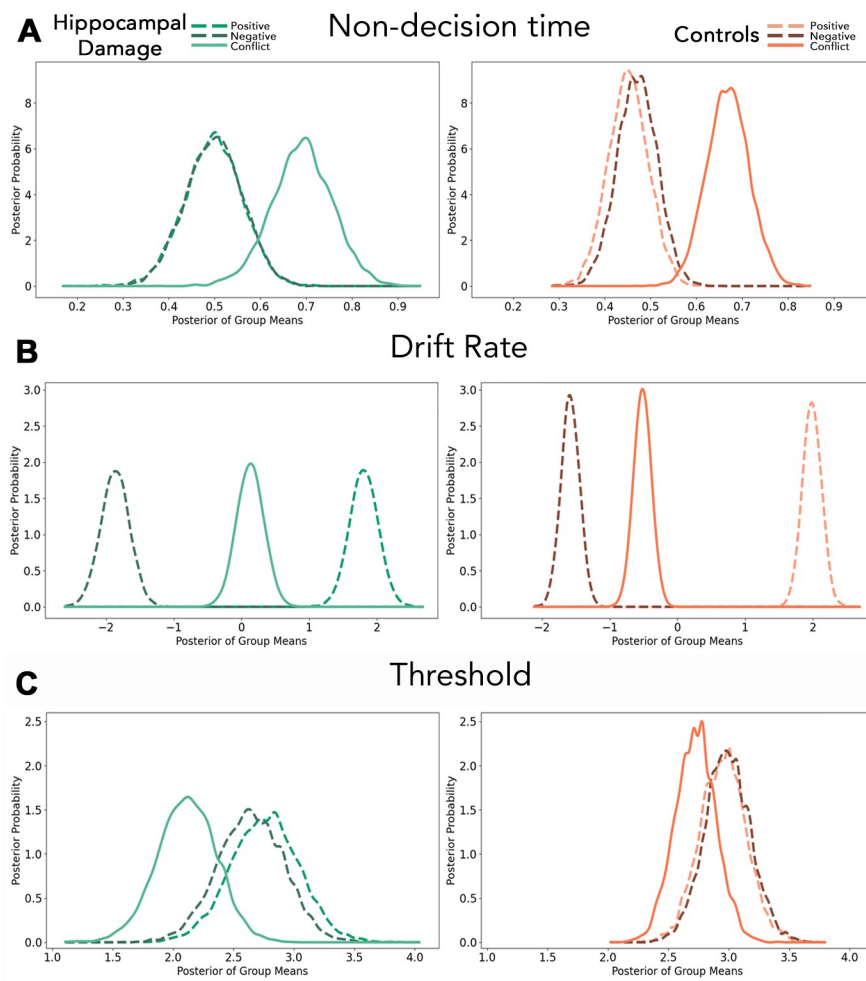 A
Hippocampal
Damage
Positive
Negative
Conflict
Non-decision time
Controls
Positive
Negative
Conflict
Posterior Probability
8
6
4
2
0
0.2 0.3 0.4 0.5 0.6 0.7 0.8 0.9
Posterior of Group Means
Posterior Probability
8
6
4
2
0
0.2 0.3 0.4 0.5 0.6 0.7 0.8 0.9
Posterior of Group Means
B
Drift Rate
Posterior Probability
3.0
2.5
2.0
1.5
1.0
0.5
0.0
−2 −1 0 1 2
Posterior of Group Means
Posterior Probability
3.0
2.5
2.0
1.5
1.0
0.5
0.0
−2 −1 0 1 2
Posterior of Group Means
C
Threshold
Posterior Probability
2.5
2.0
1.5
1.0
0.5
0.0
1.0 1.5 2.0 2.5 3.0 3.5 4.0
Posterior of Group Means
Posterior Probability
2.5
2.0
1.5
1.0
0.5
0.0
1.0 1.5 2.0 2.5 3.0 3.5 4.0
Posterior of Group Means